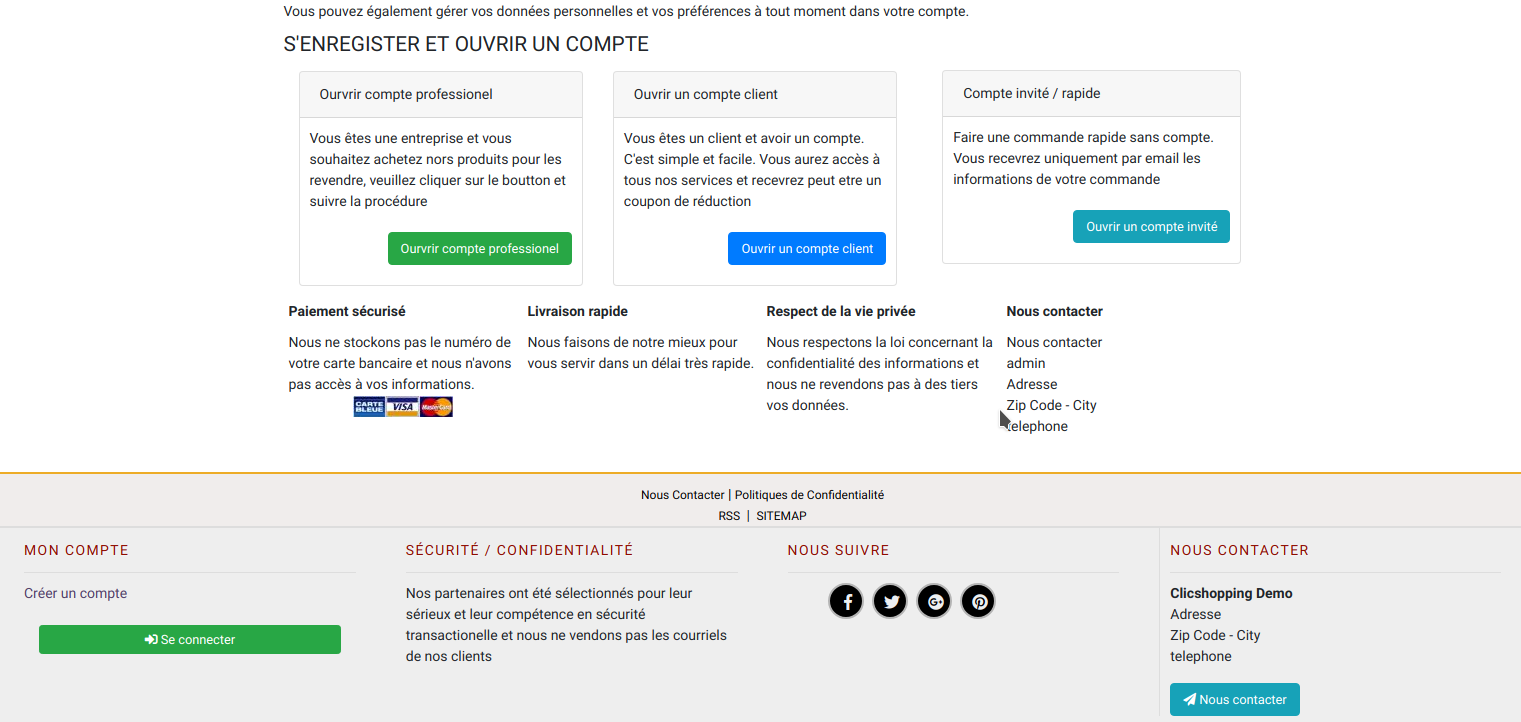 Vous pouvez également gérer vos données personnelles et vos préférences à tout moment dans votre compte.
S'ENREGISTER ET OUVRIR UN COMPTE
Ourvrir compte professionel
Vous êtes une entreprise et vous
souhaitez achetez nors produits pour les
revendre, veuillez cliquer sur le boutton et
suivre la procédure
Ourvrir compte professionel
Ouvrir un compte client
Vous êtes un client et avoir un compte.
C'est simple et facile. Vous aurez accès à
tous nos services et recevrez peut etre un
coupon de réduction
Ouvrir un compte client
Compte invité / rapide
Faire une commande rapide sans compte.
Vous recevrez uniquement par email les
informations de votre commande
Ouvrir un compte invité
Paiement sécurisé
Nous ne stockons pas le numéro de
votre carte bancaire et nous n'avons
pas accès à vos informations.
CARTE BLEUE VISA MasterCard
Livraison rapide
Nous faisons de notre mieux pour
vous servir dans un délai très rapide.
Respect de la vie privée
Nous respectons la loi concernant la
confidentialité des informations et
nous ne revendons pas à des tiers
vos données.
Nous contacter
Nous contacter
admin
Adresse
Zip Code - City
telephone
Nous Contacter | Politiques de Confidentialité
RSS | SITEMAP
MON COMPTE
Créer un compte
Se connecter
SÉCURITÉ / CONFIDENTIALITÉ
Nos partenaires ont été sélectionnés pour leur
sérieux et leur compétence en sécurité
transactionelle et nous ne vendons pas les courriels
de nos clients
NOUS SUIVRE
NOUS CONTACTER
Clicshopping Demo
Adresse
Zip Code - City
telephone
Nous contacter